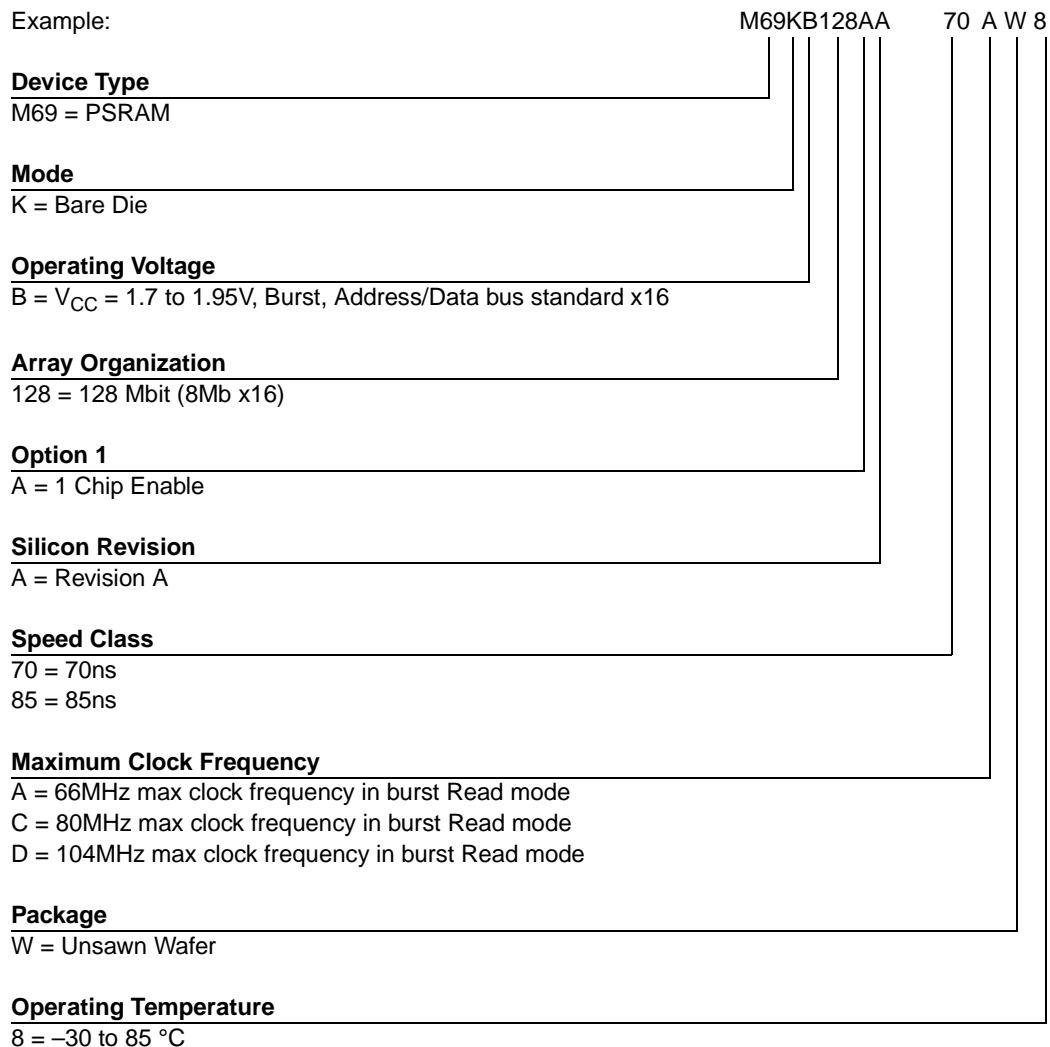 Example: M69KB128AA 70 A W 8
Device Type
M69 = PSRAM
Mode
K = Bare Die
Operating Voltage
B = VCC = 1.7 to 1.95V, Burst, Address/Data bus standard x16
Array Organization
128 = 128 Mbit (8Mb x16)
Option 1
A = 1 Chip Enable
Silicon Revision
A = Revision A
Speed Class
70 = 70ns
85 = 85ns
Maximum Clock Frequency
A = 66MHz max clock frequency in burst Read mode
C = 80MHz max clock frequency in burst Read mode
D = 104MHz max clock frequency in burst Read mode
Package
W = Unsawn Wafer
Operating Temperature
8 = –30 to 85 °C